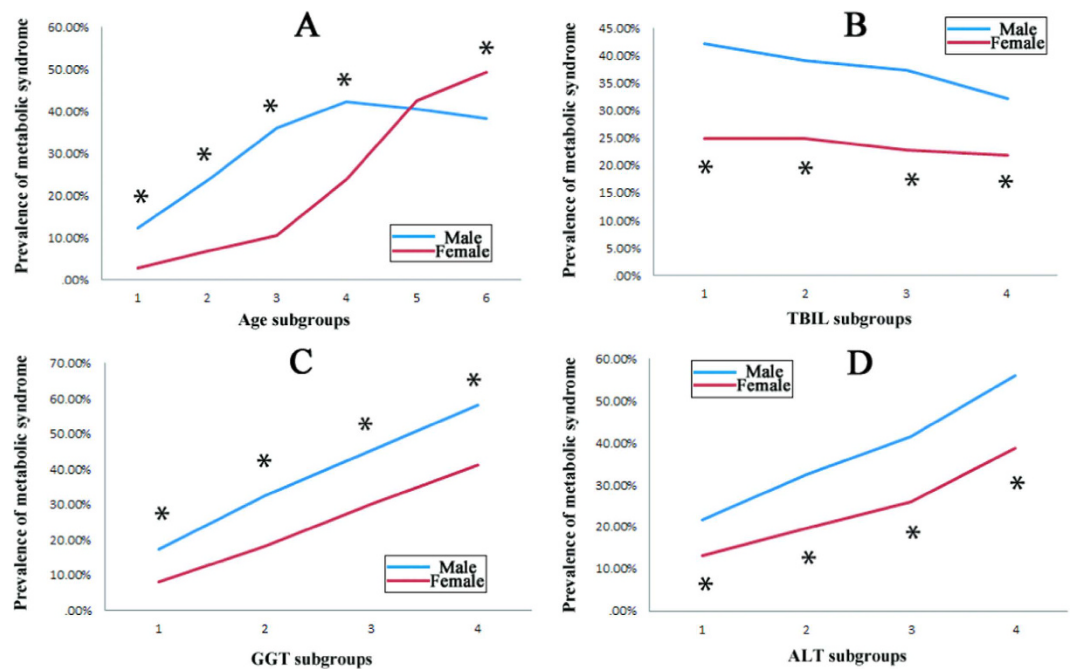 A
Prevalence of metabolic syndrome
60.00%
50.00%
40.00%
30.00%
20.00%
10.00%
.00%
*
*
*
*
*
Male
Female
1 2 3 4 5 6
Age subgroups
B
Prevalence of metabolic syndrome
45.00%
40.00%
35.00%
30.00%
25.00%
20.00%
15.00%
10.00%
5.00%
.00%
Male
Female
* * * *
1 2 3 4
TBIL subgroups
C
Prevalence of metabolic syndrome
70.00%
60.00%
50.00%
40.00%
30.00%
20.00%
10.00%
.00%
*
*
*
*
Male
Female
1 2 3 4
GGT subgroups
D
Prevalence of metabolic syndrome
60.00%
50.00%
40.00%
30.00%
20.00%
10.00%
.00%
Male
Female
*
*
*
*
1 2 3 4
ALT subgroups